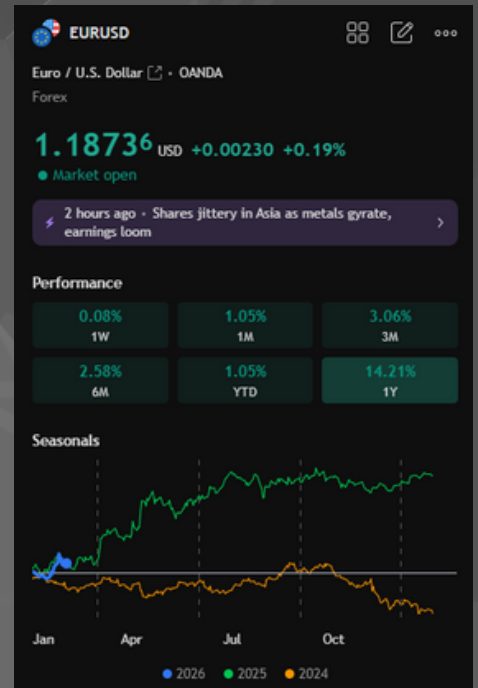 EURUSD
Euro / U.S. Dollar • OANDA
Forex
1.18736 USD +0.00230 +0.19%
Market open
2 hours ago • Shares jittery in Asia as metals gyrate,
earnings loom
Performance
0.08% 1.05% 3.06%
1W 1M 3M
2.58% 1.05% 14.21%
6M YTD 1Y
Seasonals
Jan Apr Jul Oct
2026 2025 2024